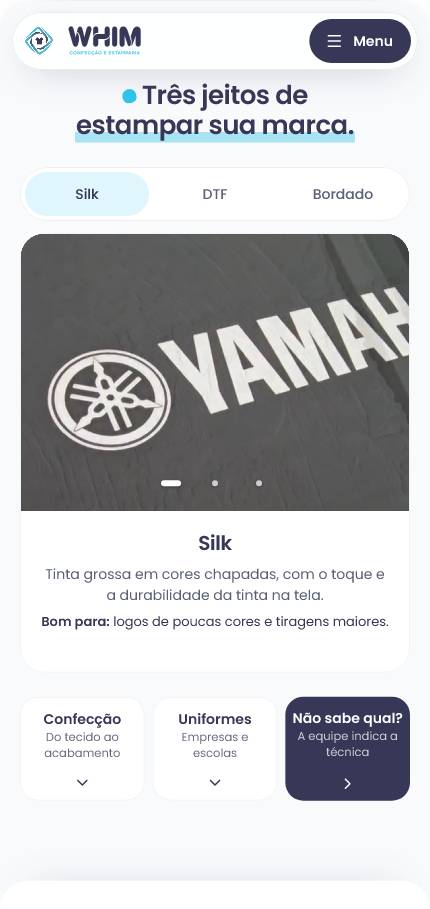 WHIM
CONFECÇÃO E ESTAMPARIA
Menu
Três jeitos de
estampar sua marca.
Silk
DTF
Bordado
YAMAH
Silk
Tinta grossa em cores chapadas, com o toque e
a durabilidade da tinta na tela.
Bom para: logos de poucas cores e tiragens maiores.
Confecção
Do tecido ao
acabamento
Uniformes
Empresas e
escolas
Não sabe qual?
A equipe indica a
técnica